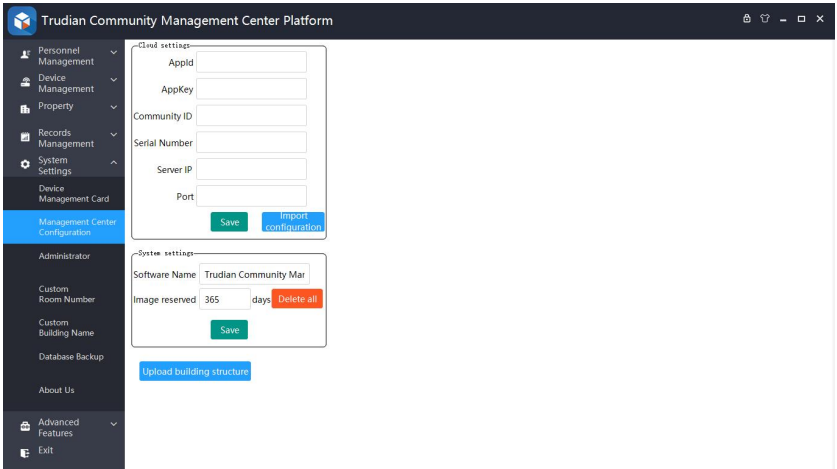 Trudian Community Management Center Platform
Personnel
Management
Device
Management
Property
Records
Management
System
Settings
Device
Management Card
Management Center
Configuration
Administrator
Custom
Room Number
Custom
Building Name
Database Backup
About Us
Advanced
Features
Exit
Cloud settings
AppId
AppKey
Community ID
Serial Number
Server IP
Port
Save
Import
configuration
System settings
Software Name Trudian Community Mar
Image reserved 365 days Delete all
Save
Upload building structure